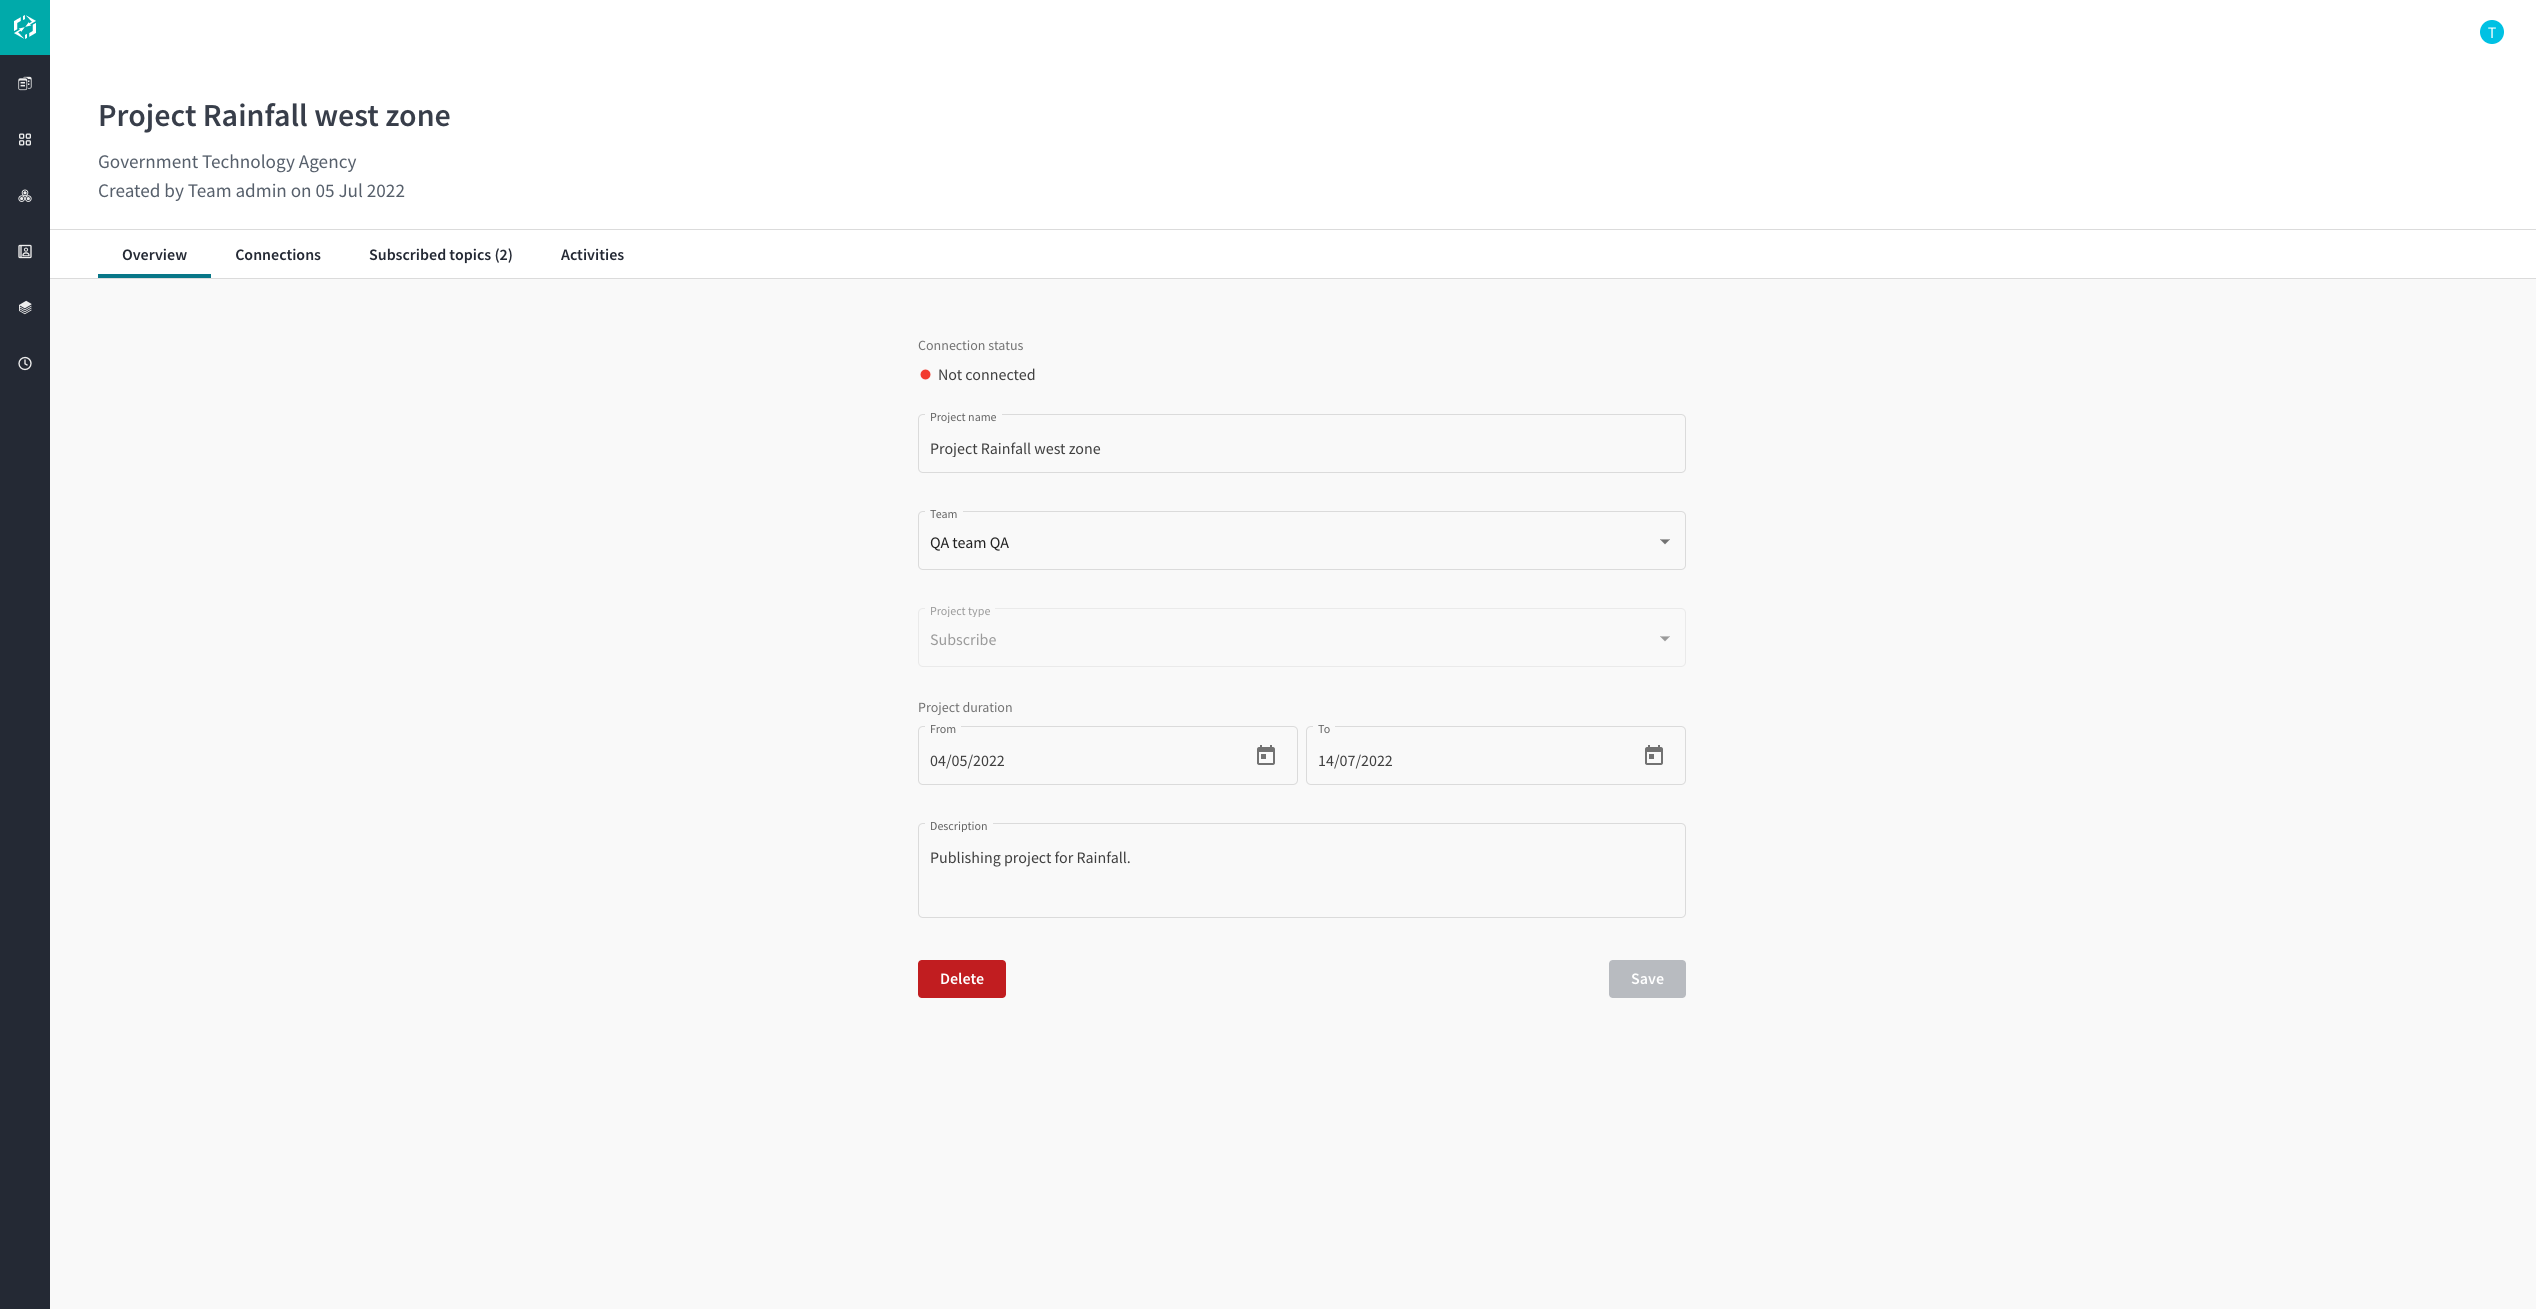 T
Project Rainfall west zone
Government Technology Agency
Created by Team admin on 05 Jul 2022
Overview Connections Subscribed topics (2) Activities
Connection status
Not connected
Project name
Project Rainfall west zone
Team
QA team QA
Project type
Subscribe
Project duration
From To
04/05/2022 14/07/2022
Description
Publishing project for Rainfall.
Delete Save